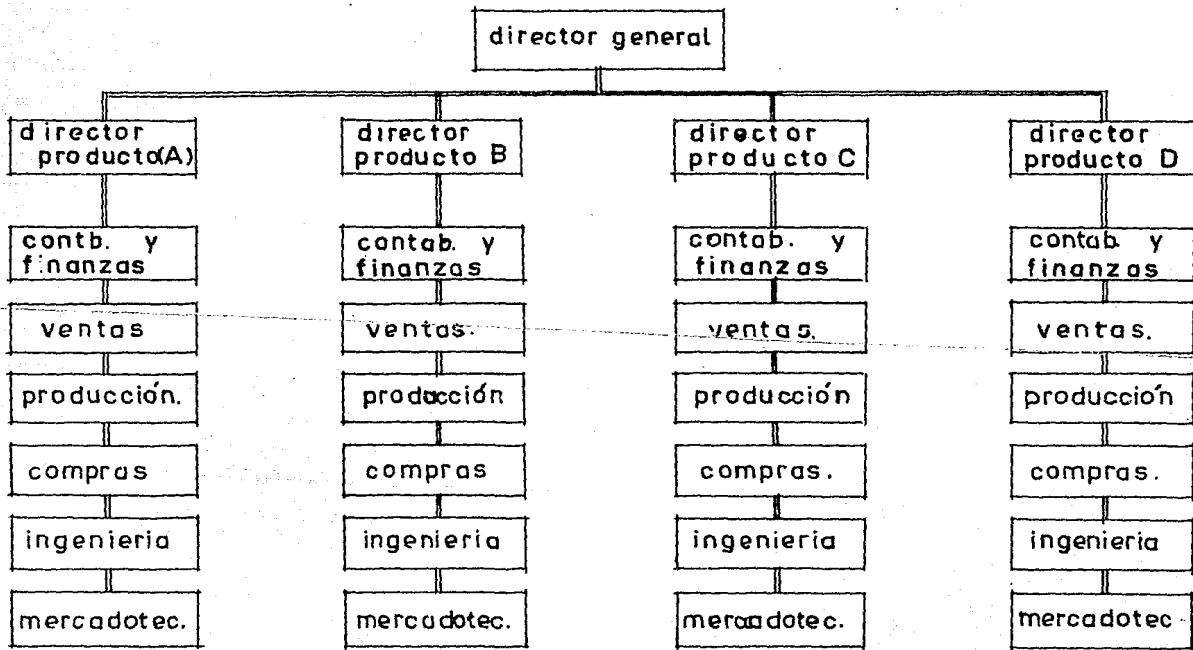 director general
director
producto(A)
director
producto B
director
producto C
director
producto D
contb. y
finanzas
contab. y
finanzas
contab. y
finanzas
contab. y
finanzas
ventas
ventas.
ventas.
ventas.
producción.
producción
producción
producción
compras
compras
compras.
compras.
ingenieria
ingenieria
ingenieria
ingenieria
mercadotec.
mercadotec.
mercadotec.
mercadotec